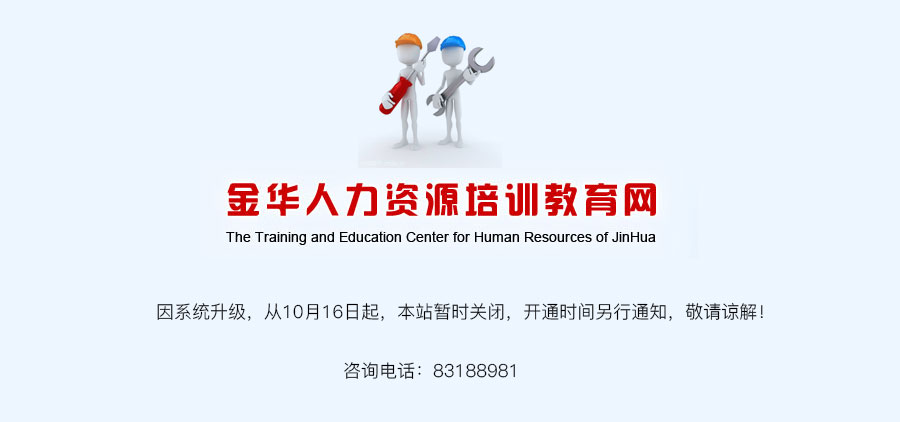 金华人力资源培训教育网
The Training and Education Center for Human Resources of JinHua
因系统升级，从10月16日起，本站暂时关闭，开通时间另行通知，敬请谅解！
咨询电话：83188981